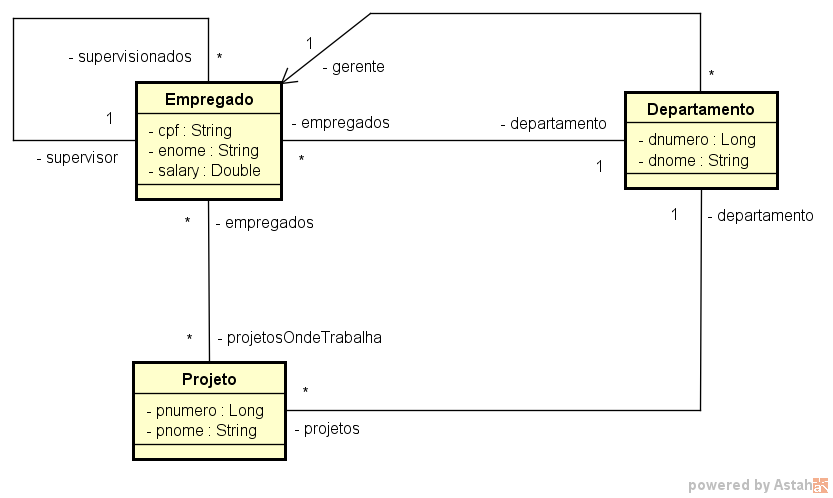 1
- gerente
- supervisionados
*
*
Empregado
- cpf : String
- enome : String
- salary : Double
1
- supervisor
- empregados
*
- departamento
1
Departamento
- dnumero : Long
- dnome : String
*
- empregados
1
- departamento
*
- projetosOndeTrabalha
Projeto
- pnumero : Long
- pnome : String
*
- projetos
powered by Astah